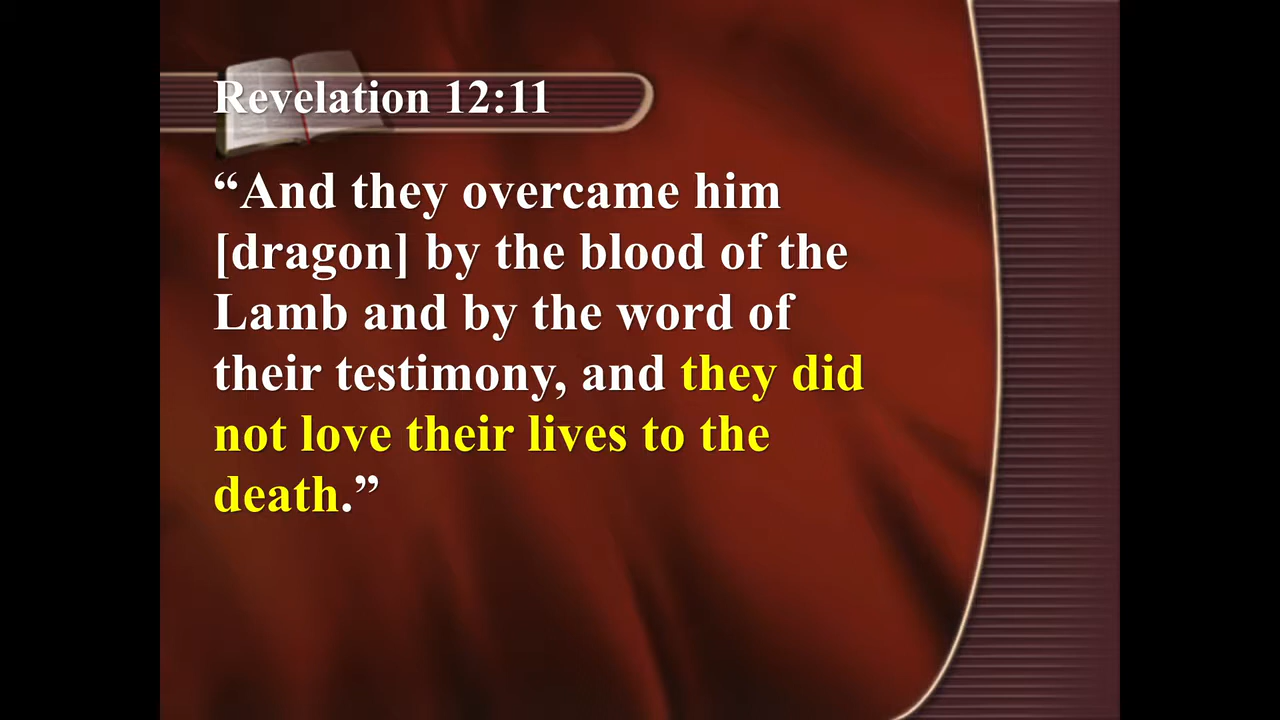 Revelation 12:11
“And they overcame him
[dragon] by the blood of the
Lamb and by the word of
their testimony, and they did
not love their lives to the
death.”